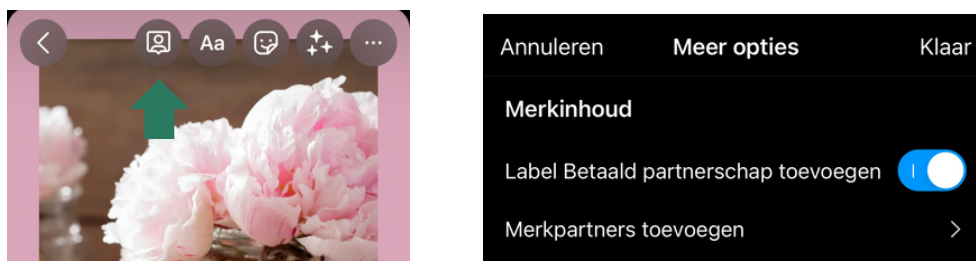 Aa
Annuleren Meer opties Klaar
Merkinhoud
Label Betaald partnerschap toevoegen
Merkpartners toevoegen